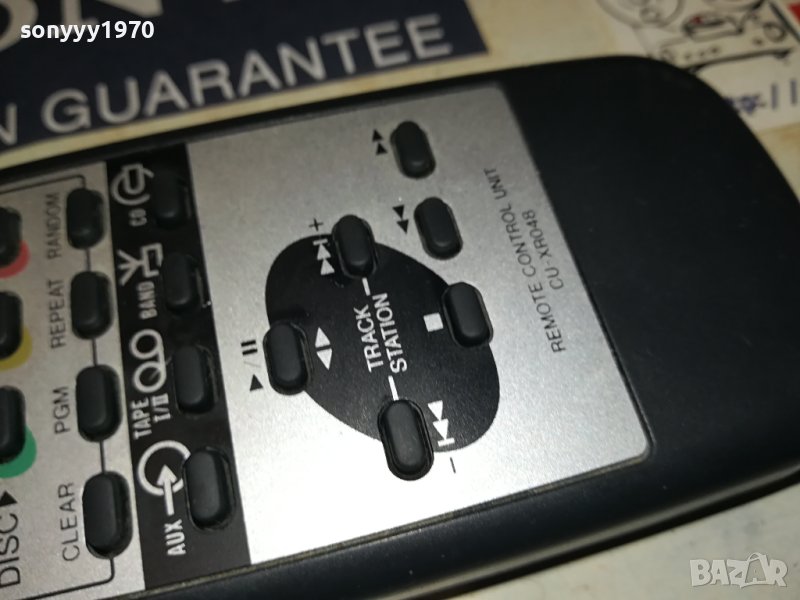 sonyyy1970
GUARANTEE
RANDOM
REPEAT
PGM
CLEAR
DISC
CD
BAND
TAPE
I/II
AUX
+
TRACK
STATION
-
REMOTE CONTROL UNIT
CU-XR048
BAZAR